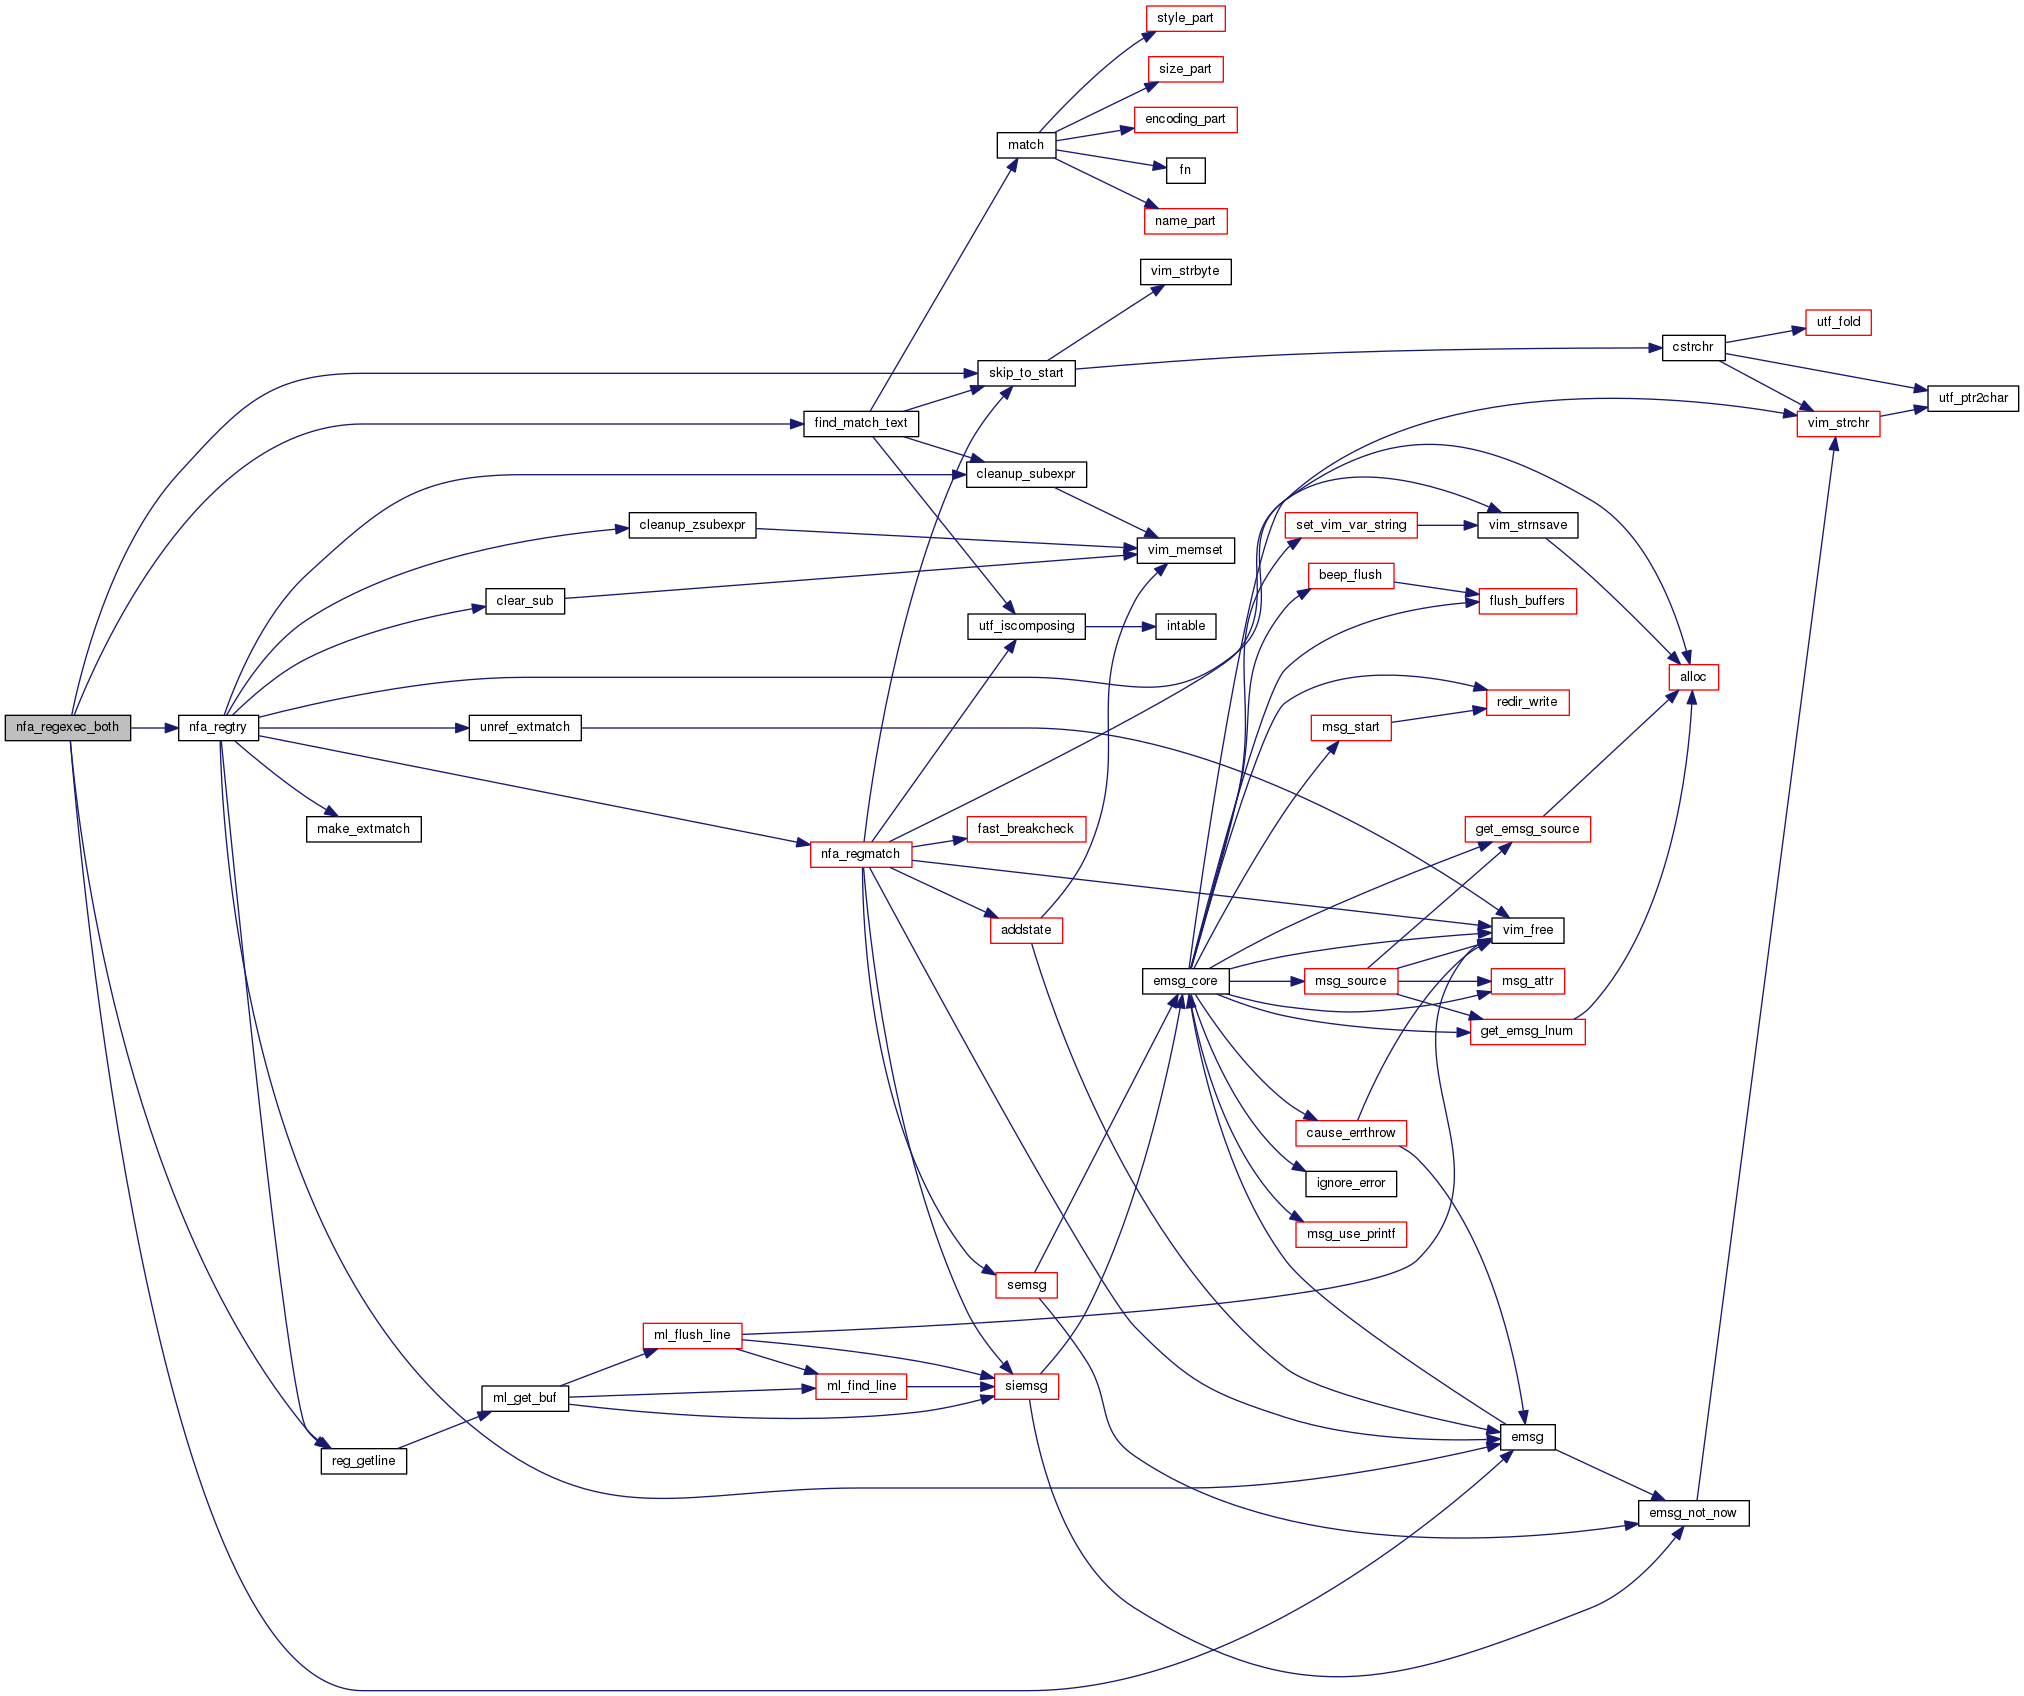 style_part
size_part
encoding_part
match
fn
name_part
vim_strbyte
utf_fold
cstrchr
skip_to_start
utf_ptr2char
find_match_text
vim_strchr
cleanup_subexpr
cleanup_zsubexpr
set_vim_var_string
vim_strnsave
vim_memset
beep_flush
clear_sub
flush_buffers
utf_iscomposing
intable
alloc
redir_write
nfa_regexec_both
nfa_regtry
unref_extmatch
msg_start
make_extmatch
fast_breakcheck
get_emsg_source
nfa_regmatch
addstate
vim_free
emsg_core
msg_source
msg_attr
get_emsg_lnum
cause_errthrow
ignore_error
msg_use_printf
semsg
ml_flush_line
ml_find_line
siemsg
ml_get_buf
emsg
reg_getline
emsg_not_now